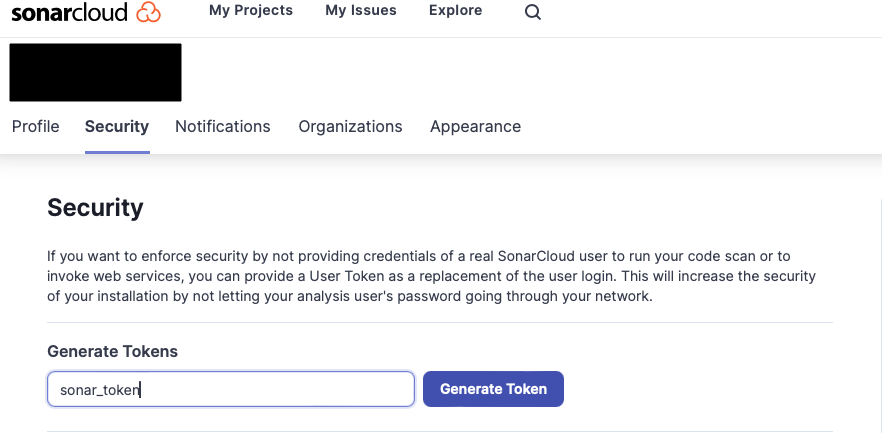 sonarcloud
My Projects My Issues Explore
Profile Security Notifications Organizations Appearance
Security
If you want to enforce security by not providing credentials of a real SonarCloud user to run your code scan or to
invoke web services, you can provide a User Token as a replacement of the user login. This will increase the security
of your installation by not letting your analysis user's password going through your network.
Generate Tokens
sonar_token Generate Token